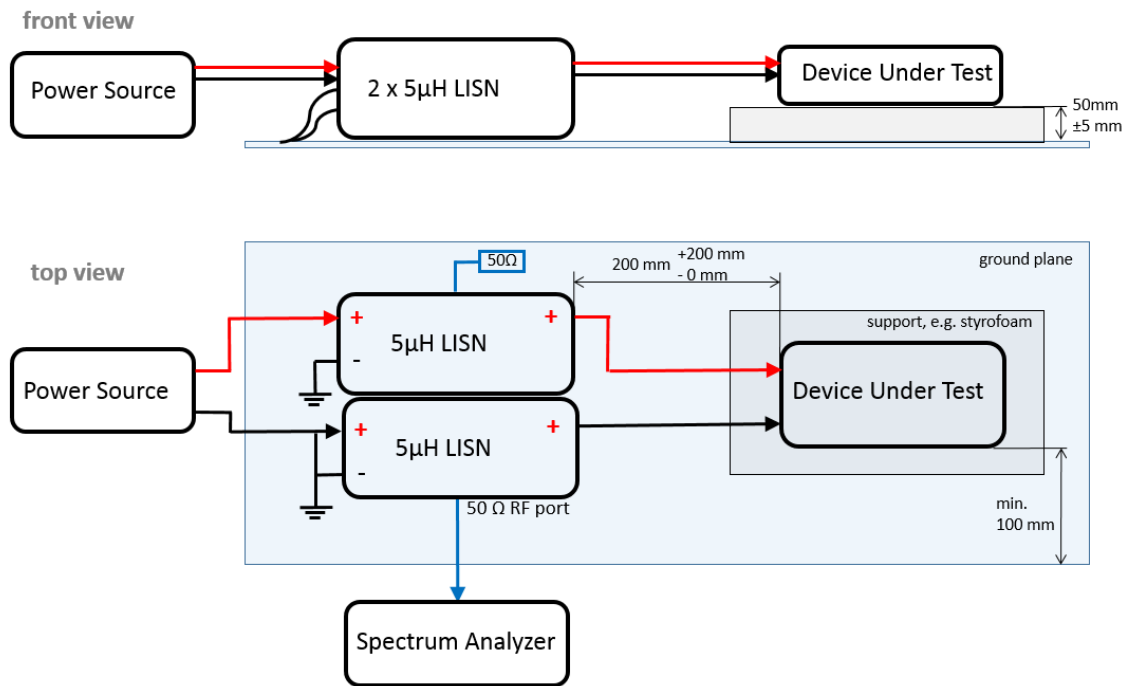 front view
Power Source
2 x 5µH LISN
Device Under Test
50mm
±5 mm
top view
50Ω
200 mm
+200 mm
- 0 mm
ground plane
+
+
5µH LISN
-
support, e.g. styrofoam
Power Source
Device Under Test
+
+
5µH LISN
-
50 Ω RF port
min.
100 mm
Spectrum Analyzer